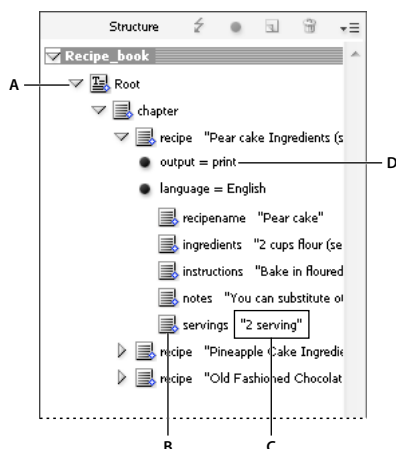 Structure
Recipe_book
A
Root
chapter
recipe "Pear cake Ingredients (s
output = print
D
language = English
recipename "Pear cake"
ingredients "2 cups flour (se
instructions "Bake in floured
notes "You can substitute ot
servings "2 serving"
recipe "Pineapple Cake Ingredie
recipe "Old Fashioned Chocolat
B C